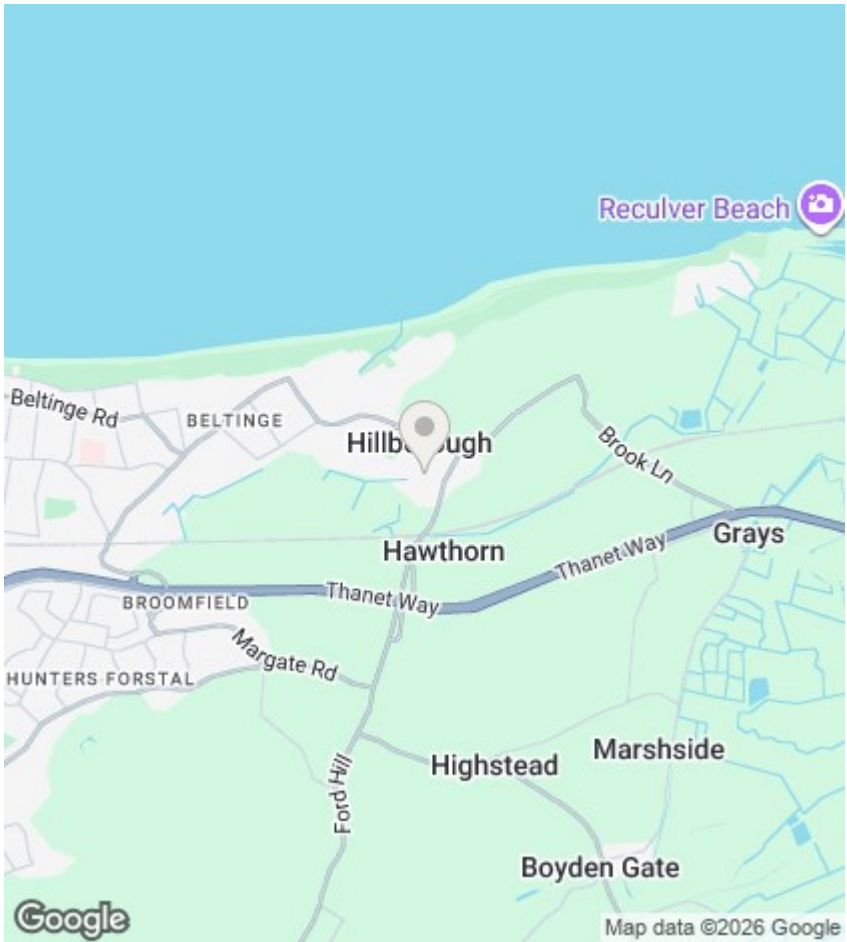 Reculver Beach
Beltinge Rd
BELTINGE
Hillborough
Brook Ln
Hawthorn
Grays
Thanet Way
Thanet Way
BROOMFIELD
Margate Rd
HUNTERS FORSTAL
Marshside
Highstead
Ford Hill
Boyden Gate
Google
Map data ©2026 Google